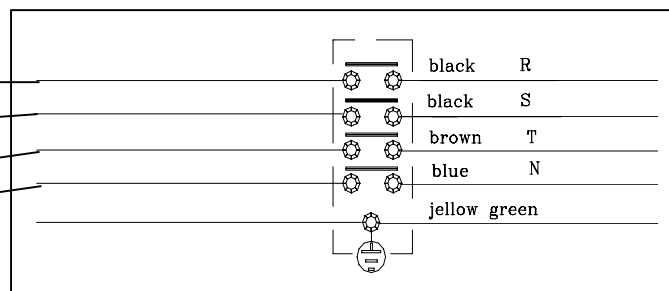 black R
black S
brown T
blue N
jellow green